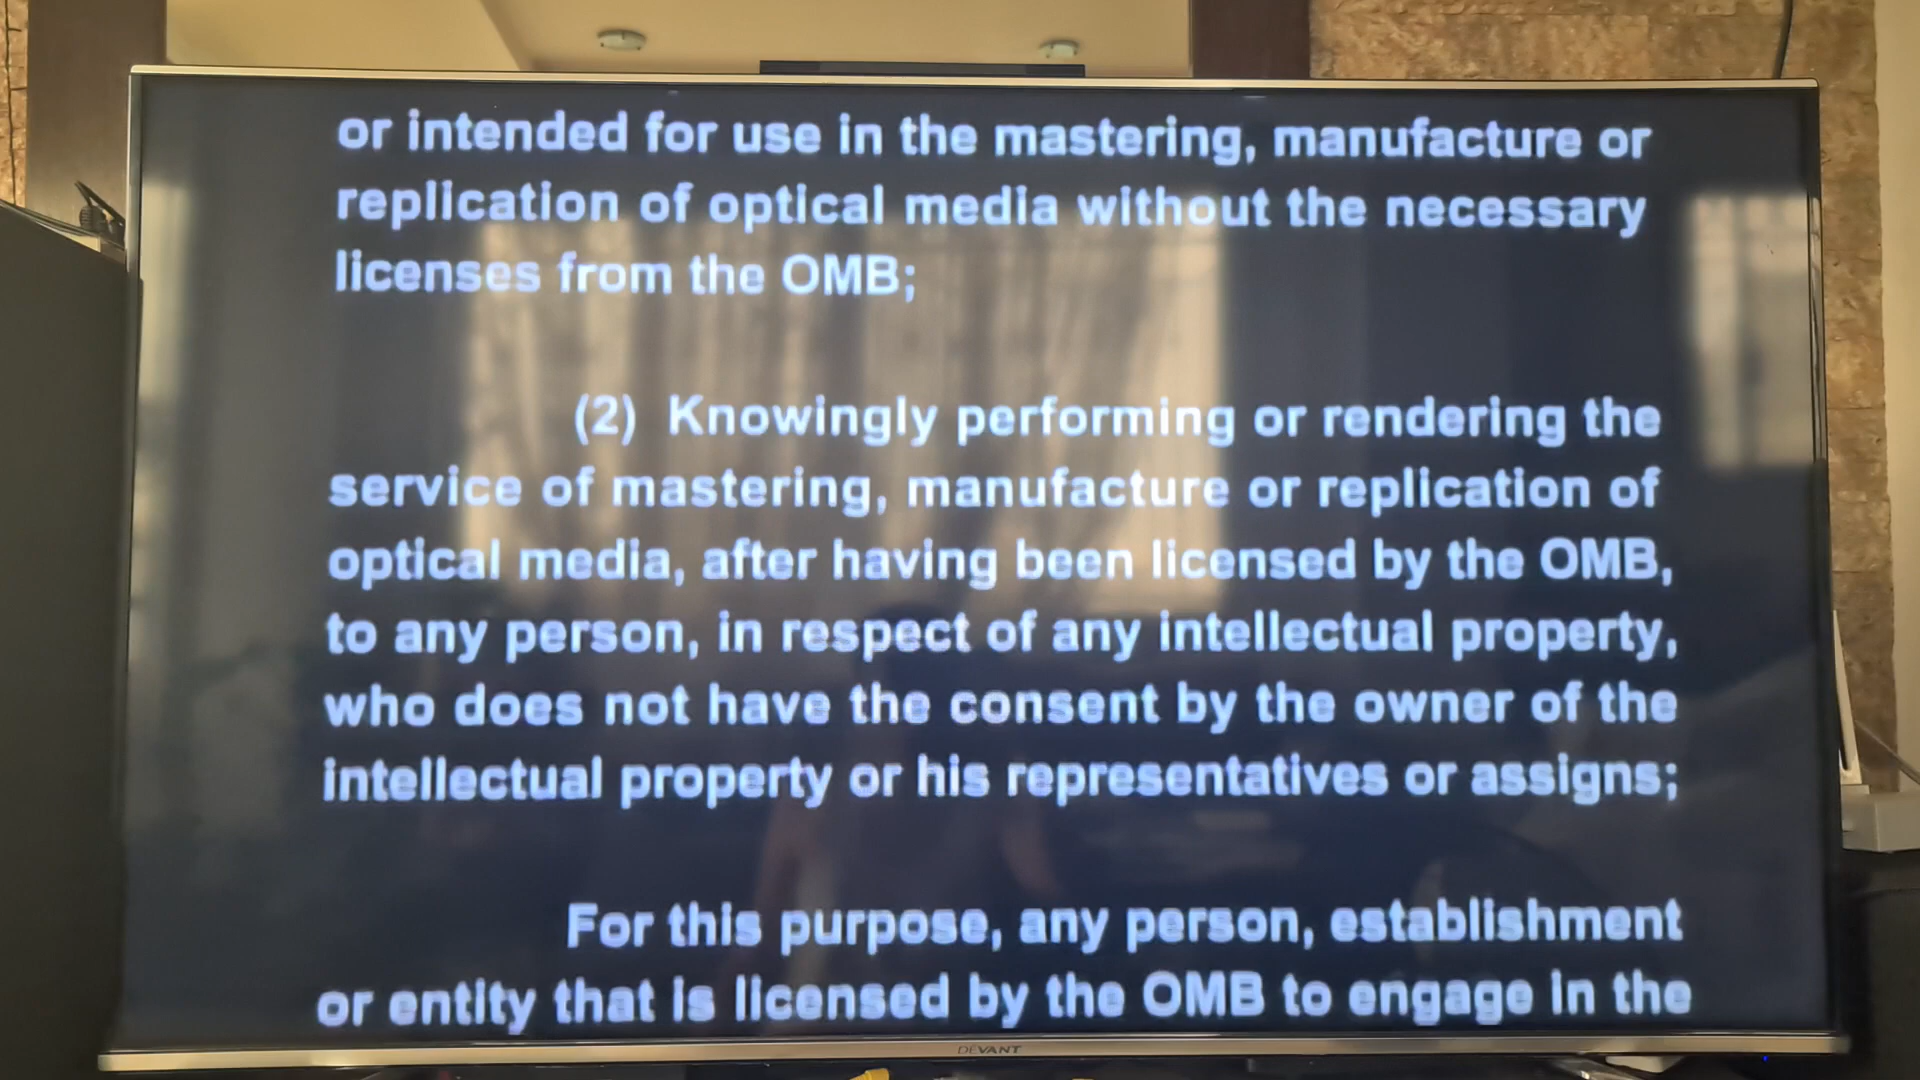 or intended for use in the mastering, manufacture or
replication of optical media without the necessary
licenses from the OMB;
(2) Knowingly performing or rendering the
service of mastering, manufacture or replication of
optical media, after having been licensed by the OMB,
to any person, in respect of any intellectual property,
who does not have the consent by the owner of the
intellectual property or his representatives or assigns;
For this purpose, any person, establishment
or entity that is licensed by the OMB to engage in the
DEVANT